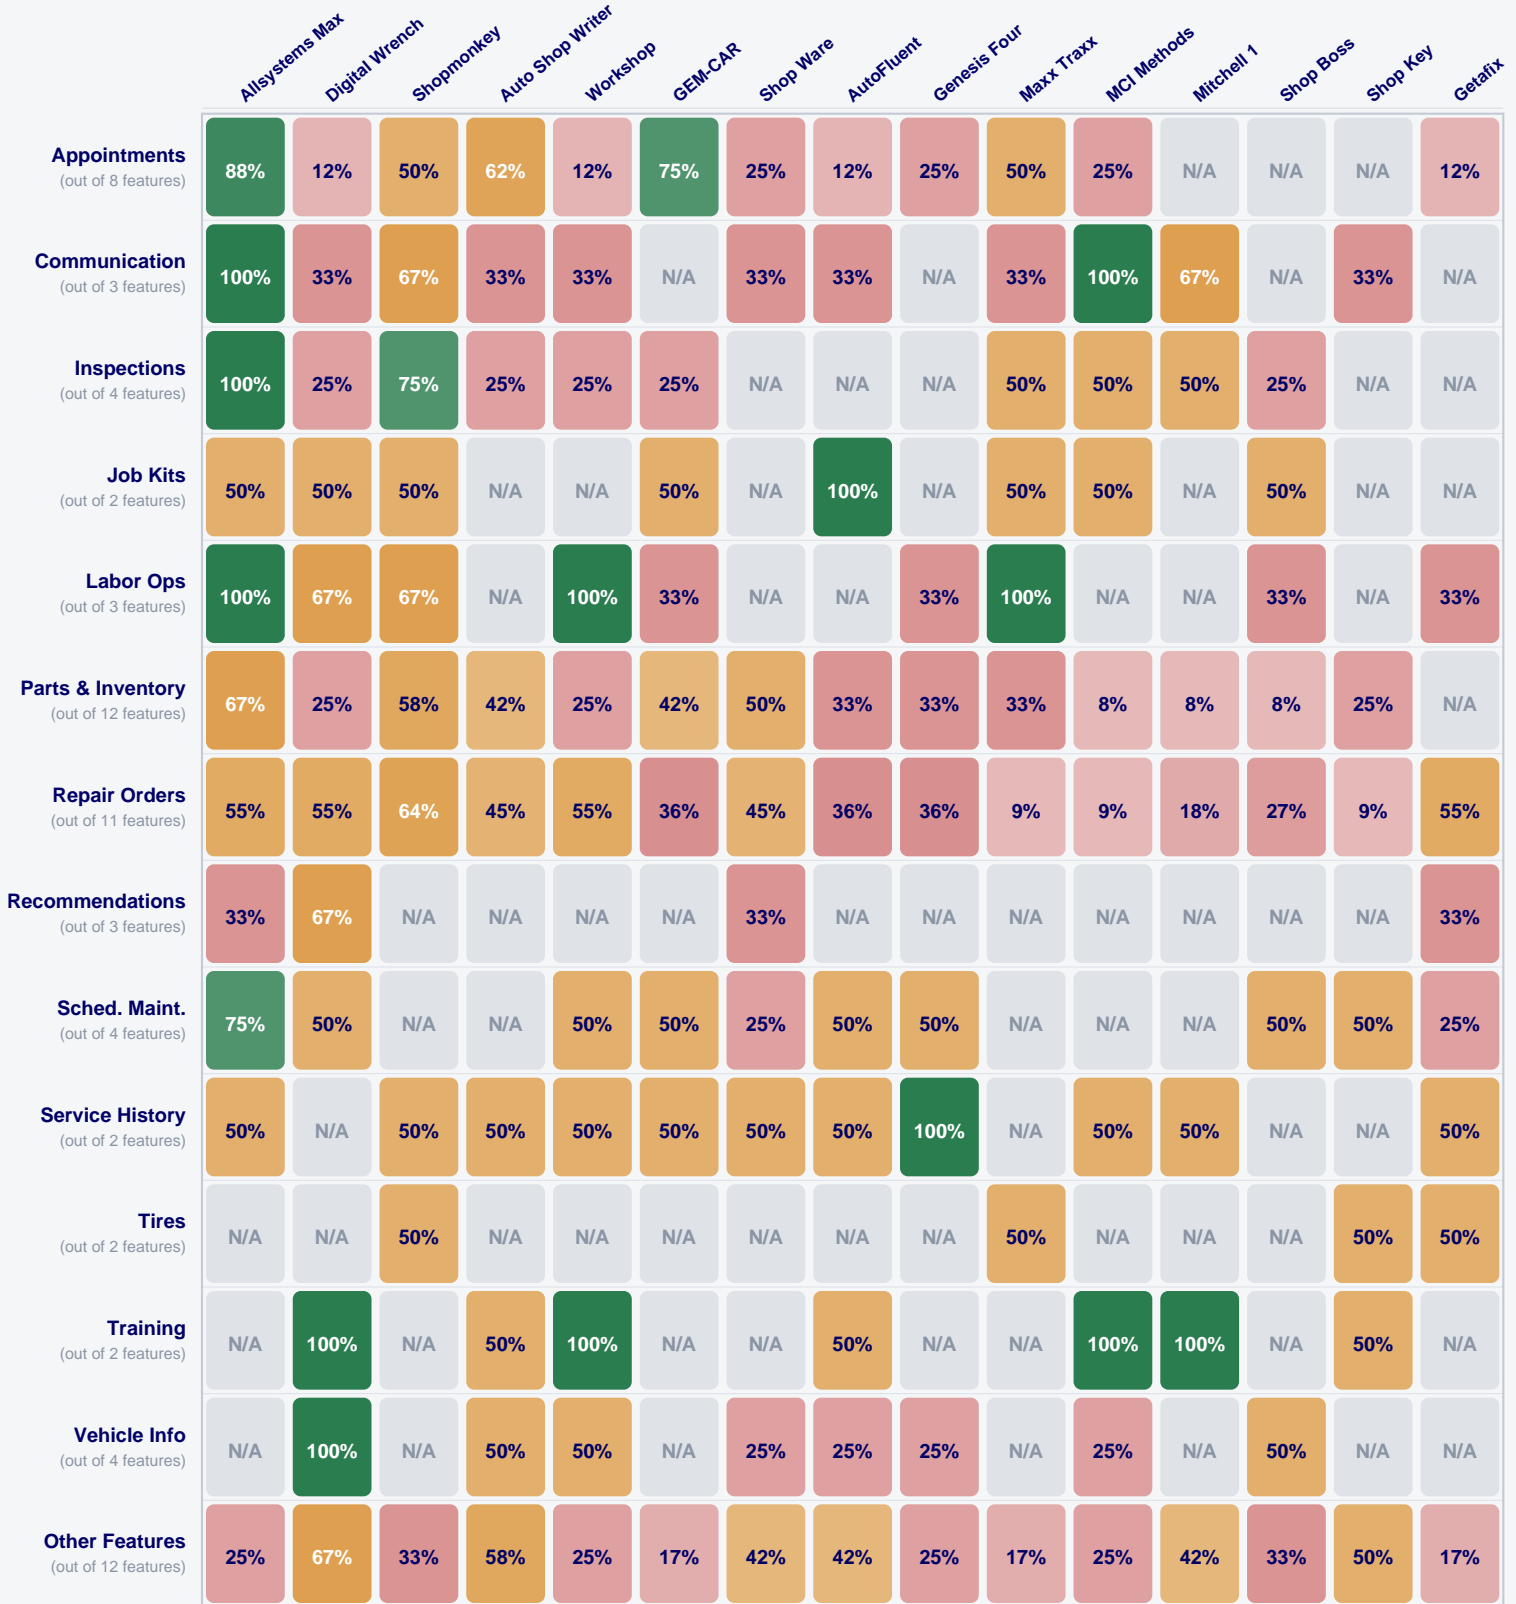 Allsystems Max Digital Wrench Shopmonkey Auto Shop Writer Workshop GEM-CAR Shop Ware AutoFluent Genesis Four Maxx Traxx MCI Methods Mitchell 1 Shop Boss Shop Key Getafix
Appointments
(out of 8 features)
88% 12% 50% 62% 12% 75% 25% 12% 25% 50% 25% N/A N/A N/A 12%
Communication
(out of 3 features)
100% 33% 67% 33% 33% N/A 33% 33% N/A 33% 100% 67% N/A 33% N/A
Inspections
(out of 4 features)
100% 25% 75% 25% 25% 25% N/A N/A N/A 50% 50% 50% 25% N/A N/A
Job Kits
(out of 2 features)
50% 50% 50% N/A N/A 50% N/A 100% N/A 50% 50% N/A 50% N/A N/A
Labor Ops
(out of 3 features)
100% 67% 67% N/A 100% 33% N/A N/A 33% 100% N/A N/A 33% N/A 33%
Parts & Inventory
(out of 12 features)
67% 25% 58% 42% 25% 42% 50% 33% 33% 33% 8% 8% 8% 25% N/A
Repair Orders
(out of 11 features)
55% 55% 64% 45% 55% 36% 45% 36% 36% 9% 9% 18% 27% 9% 55%
Recommendations
(out of 3 features)
33% 67% N/A N/A N/A N/A 33% N/A N/A N/A N/A N/A N/A N/A 33%
Sched. Maint.
(out of 4 features)
75% 50% N/A N/A 50% 50% 25% 50% 50% N/A N/A N/A 50% 50% 25%
Service History
(out of 2 features)
50% N/A 50% 50% 50% 50% 50% 50% 100% N/A 50% 50% N/A N/A 50%
Tires
(out of 2 features)
N/A N/A 50% N/A N/A N/A N/A N/A N/A 50% N/A N/A N/A 50% 50%
Training
(out of 2 features)
N/A 100% N/A 50% 100% N/A N/A 50% N/A N/A 100% 100% N/A 50% N/A
Vehicle Info
(out of 4 features)
N/A 100% N/A 50% 50% N/A 25% 25% 25% N/A 25% N/A 50% N/A N/A
Other Features
(out of 12 features)
25% 67% 33% 58% 25% 17% 42% 42% 25% 17% 25% 42% 33% 50% 17%